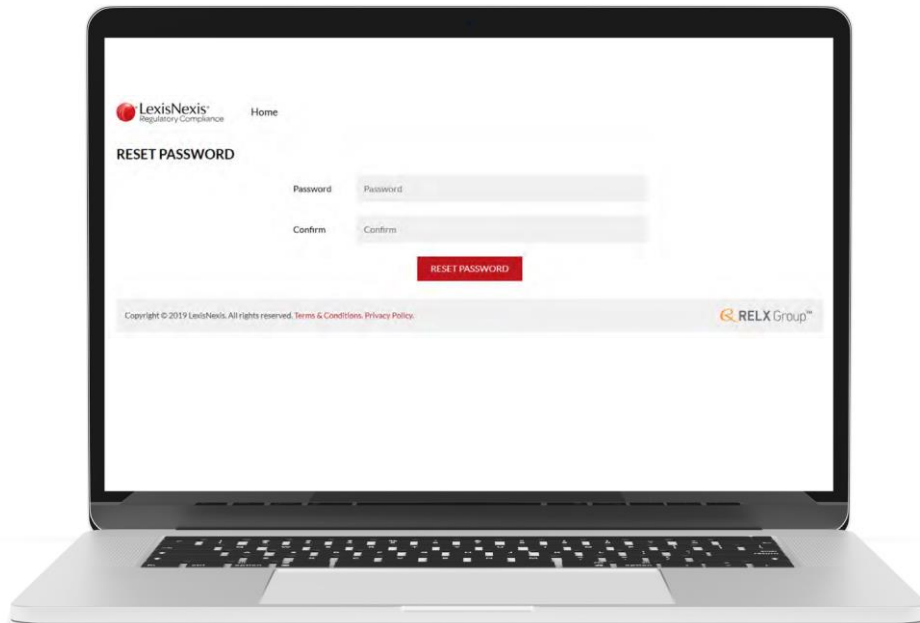 LexisNexis®
Regulatory Compliance
Home
RESET PASSWORD
Password Password
Confirm Confirm
RESET PASSWORD
Copyright © 2019 LexisNexis. All rights reserved. Terms & Conditions. Privacy Policy.
RELX Group™